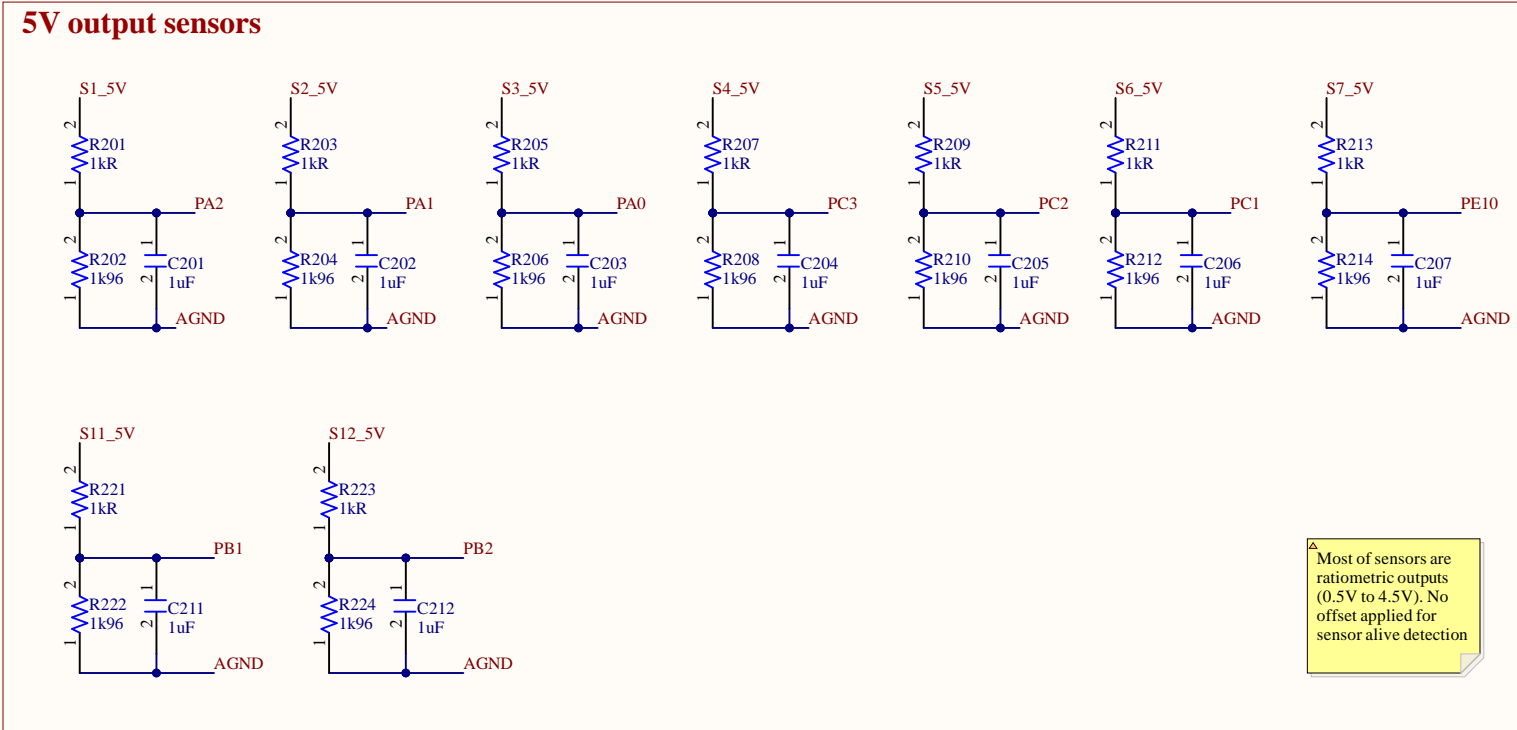 5V output sensors
S1_5V
2
R201
1kR
1
PA2
2
R202
1k96
1
1
C201
2
1uF
AGND
S2_5V
2
R203
1kR
1
PA1
2
R204
1k96
1
1
C202
2
1uF
AGND
S3_5V
2
R205
1kR
1
PA0
2
R206
1k96
1
1
C203
2
1uF
AGND
S4_5V
2
R207
1kR
1
PC3
2
R208
1k96
1
1
C204
2
1uF
AGND
S5_5V
2
R209
1kR
1
PC2
2
R210
1k96
1
1
C205
2
1uF
AGND
S6_5V
2
R211
1kR
1
PC1
2
R212
1k96
1
1
C206
2
1uF
AGND
S7_5V
2
R213
1kR
1
PE10
2
R214
1k96
1
1
C207
2
1uF
AGND
S11_5V
2
R221
1kR
1
PB1
2
R222
1k96
1
1
C211
2
1uF
AGND
S12_5V
2
R223
1kR
1
PB2
2
R224
1k96
1
1
C212
2
1uF
AGND
Most of sensors are
ratiometric outputs
(0.5V to 4.5V). No
offset applied for
sensor alive detection